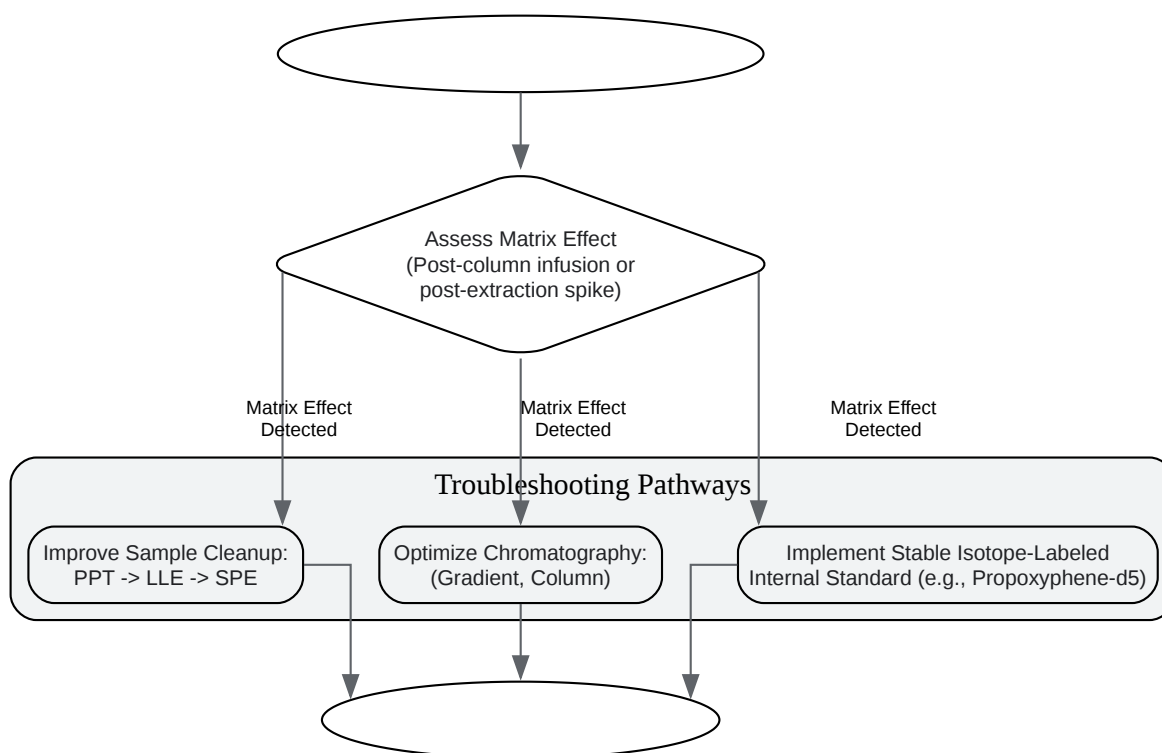 Assess Matrix Effect
(Post-column infusion or
post-extraction spike)
Matrix Effect
Detected
Matrix Effect
Detected
Matrix Effect
Detected
Troubleshooting Pathways
Improve Sample Cleanup:
PPT -> LLE -> SPE
Optimize Chromatography:
(Gradient, Column)
Implement Stable Isotope-Labeled
Internal Standard (e.g., Propoxyphene-d5)